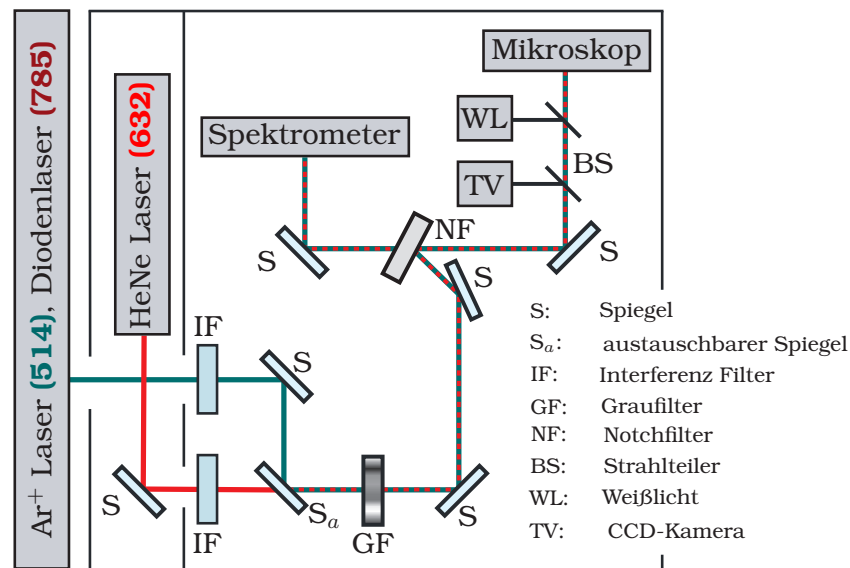 Ar⁺ Laser (514), Diodenlaser (785)
HeNe Laser (632)
Mikroskop
Spektrometer
WL
BS
TV
NF
S
S
S
IF
S
S
IF
Sₐ
GF
S
S: Spiegel
Sₐ: austauschbarer Spiegel
IF: Interferenz Filter
GF: Graufilter
NF: Notchfilter
BS: Strahlteiler
WL: Weißlicht
TV: CCD-Kamera